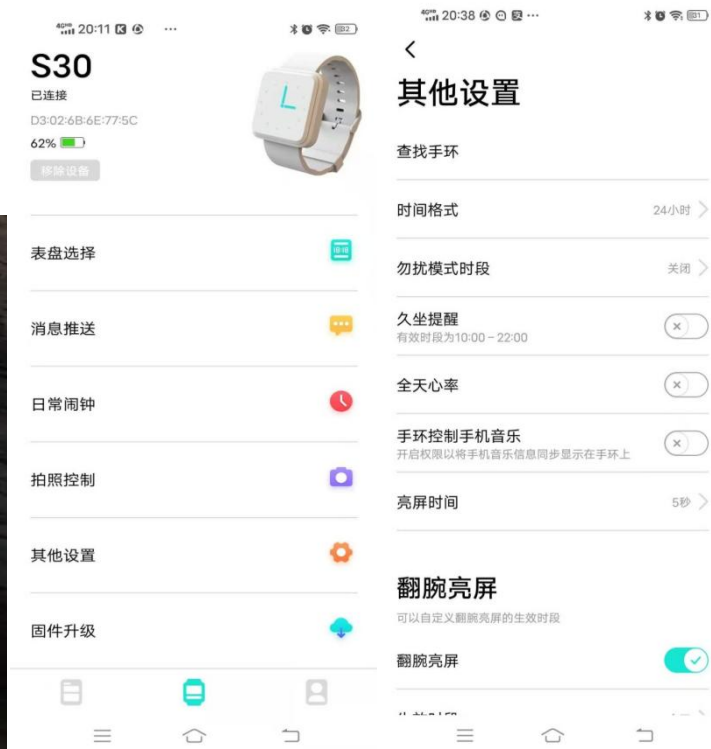 20:11
S30
已连接
D3:02:6B:6E:77:5C
62%
移除设备
表盘选择
消息推送
日常闹钟
拍照控制
其他设置
固件升级
20:38
其他设置
查找手环
时间格式
24小时
勿扰模式时段
关闭
久坐提醒
有效时段为10:00 - 22:00
全天心率
手环控制手机音乐
开启权限以将手机音乐信息同步显示在手环上
亮屏时间
5秒
翻腕亮屏
可以自定义翻腕亮屏的生效时段
翻腕亮屏